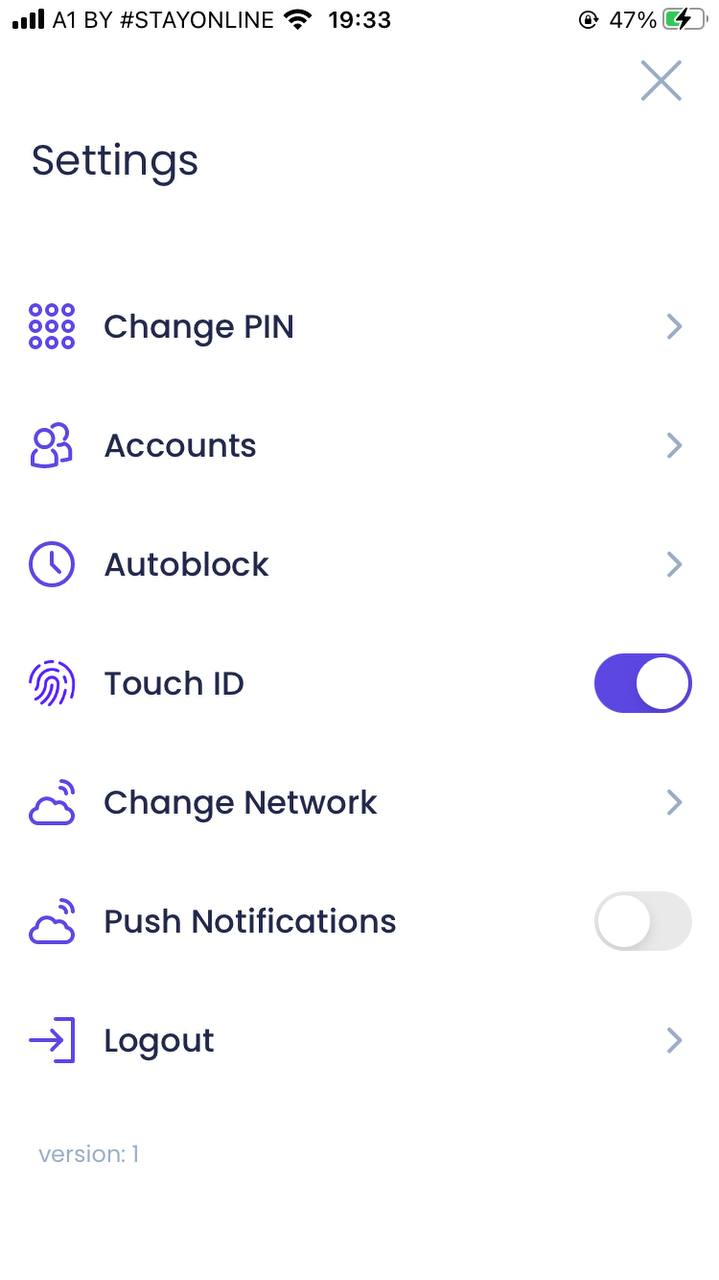 A1 BY #STAYONLINE 19:33 47%
Settings
Change PIN
Accounts
Autoblock
Touch ID
Change Network
Push Notifications
Logout
version: 1